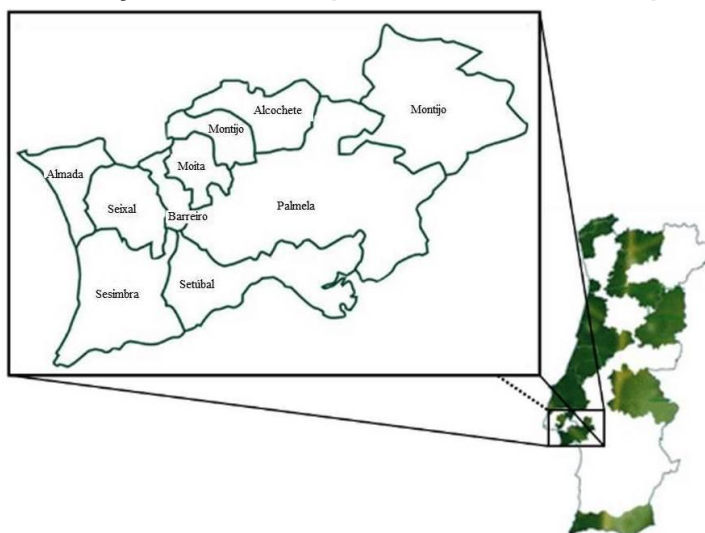 Alcochete
Montijo
Montijo
Moita
Almada
Seixal
Barreiro
Palmela
Sesimbra
Setúbal